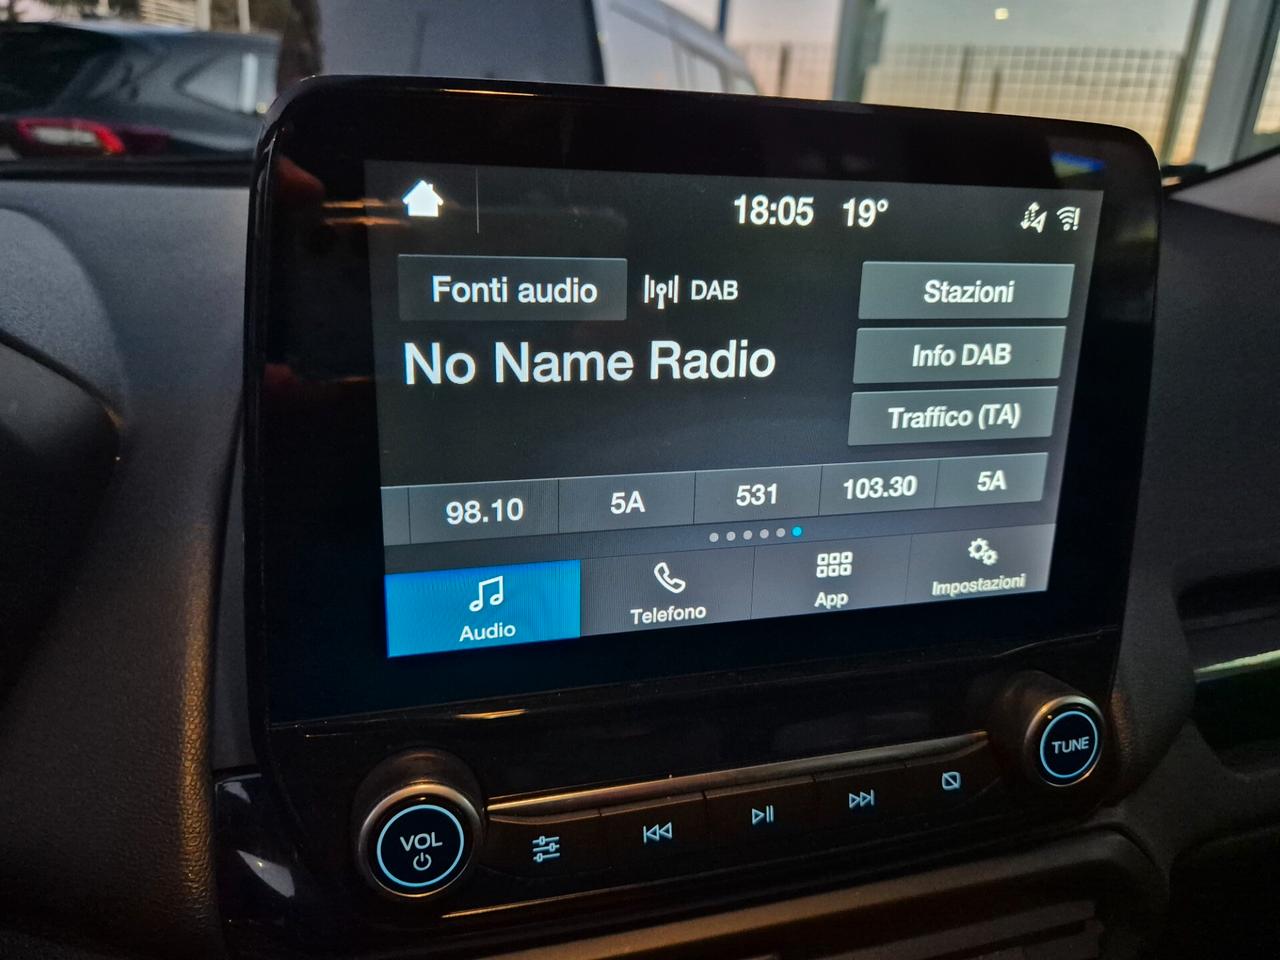 18:05 19°
Fonti audio DAB Stazioni
No Name Radio
Info DAB
Traffico (TA)
98.10 5A 531 103.30 5A
Audio Telefono App Impostazioni
VOL TUNE